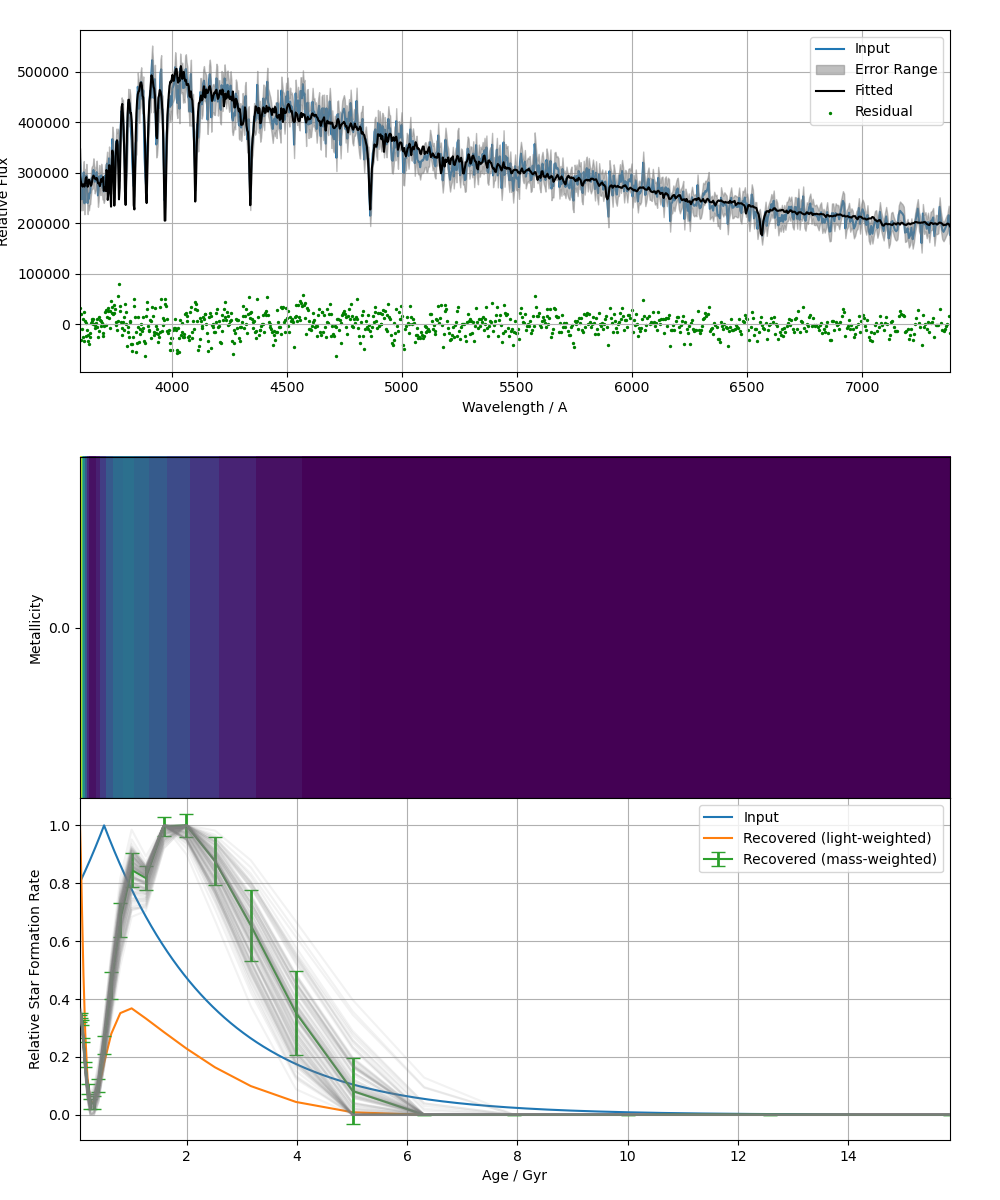 500000
400000
300000
200000
100000
0
Relative Flux
Input
Error Range
Fitted
Residual
4000
4500
5000
5500
6000
6500
7000
Wavelength / A
Metallicity
0.0
1.0
0.8
0.6
0.4
0.2
0.0
Relative Star Formation Rate
Input
Recovered (light-weighted)
Recovered (mass-weighted)
2
4
6
8
10
12
14
Age / Gyr